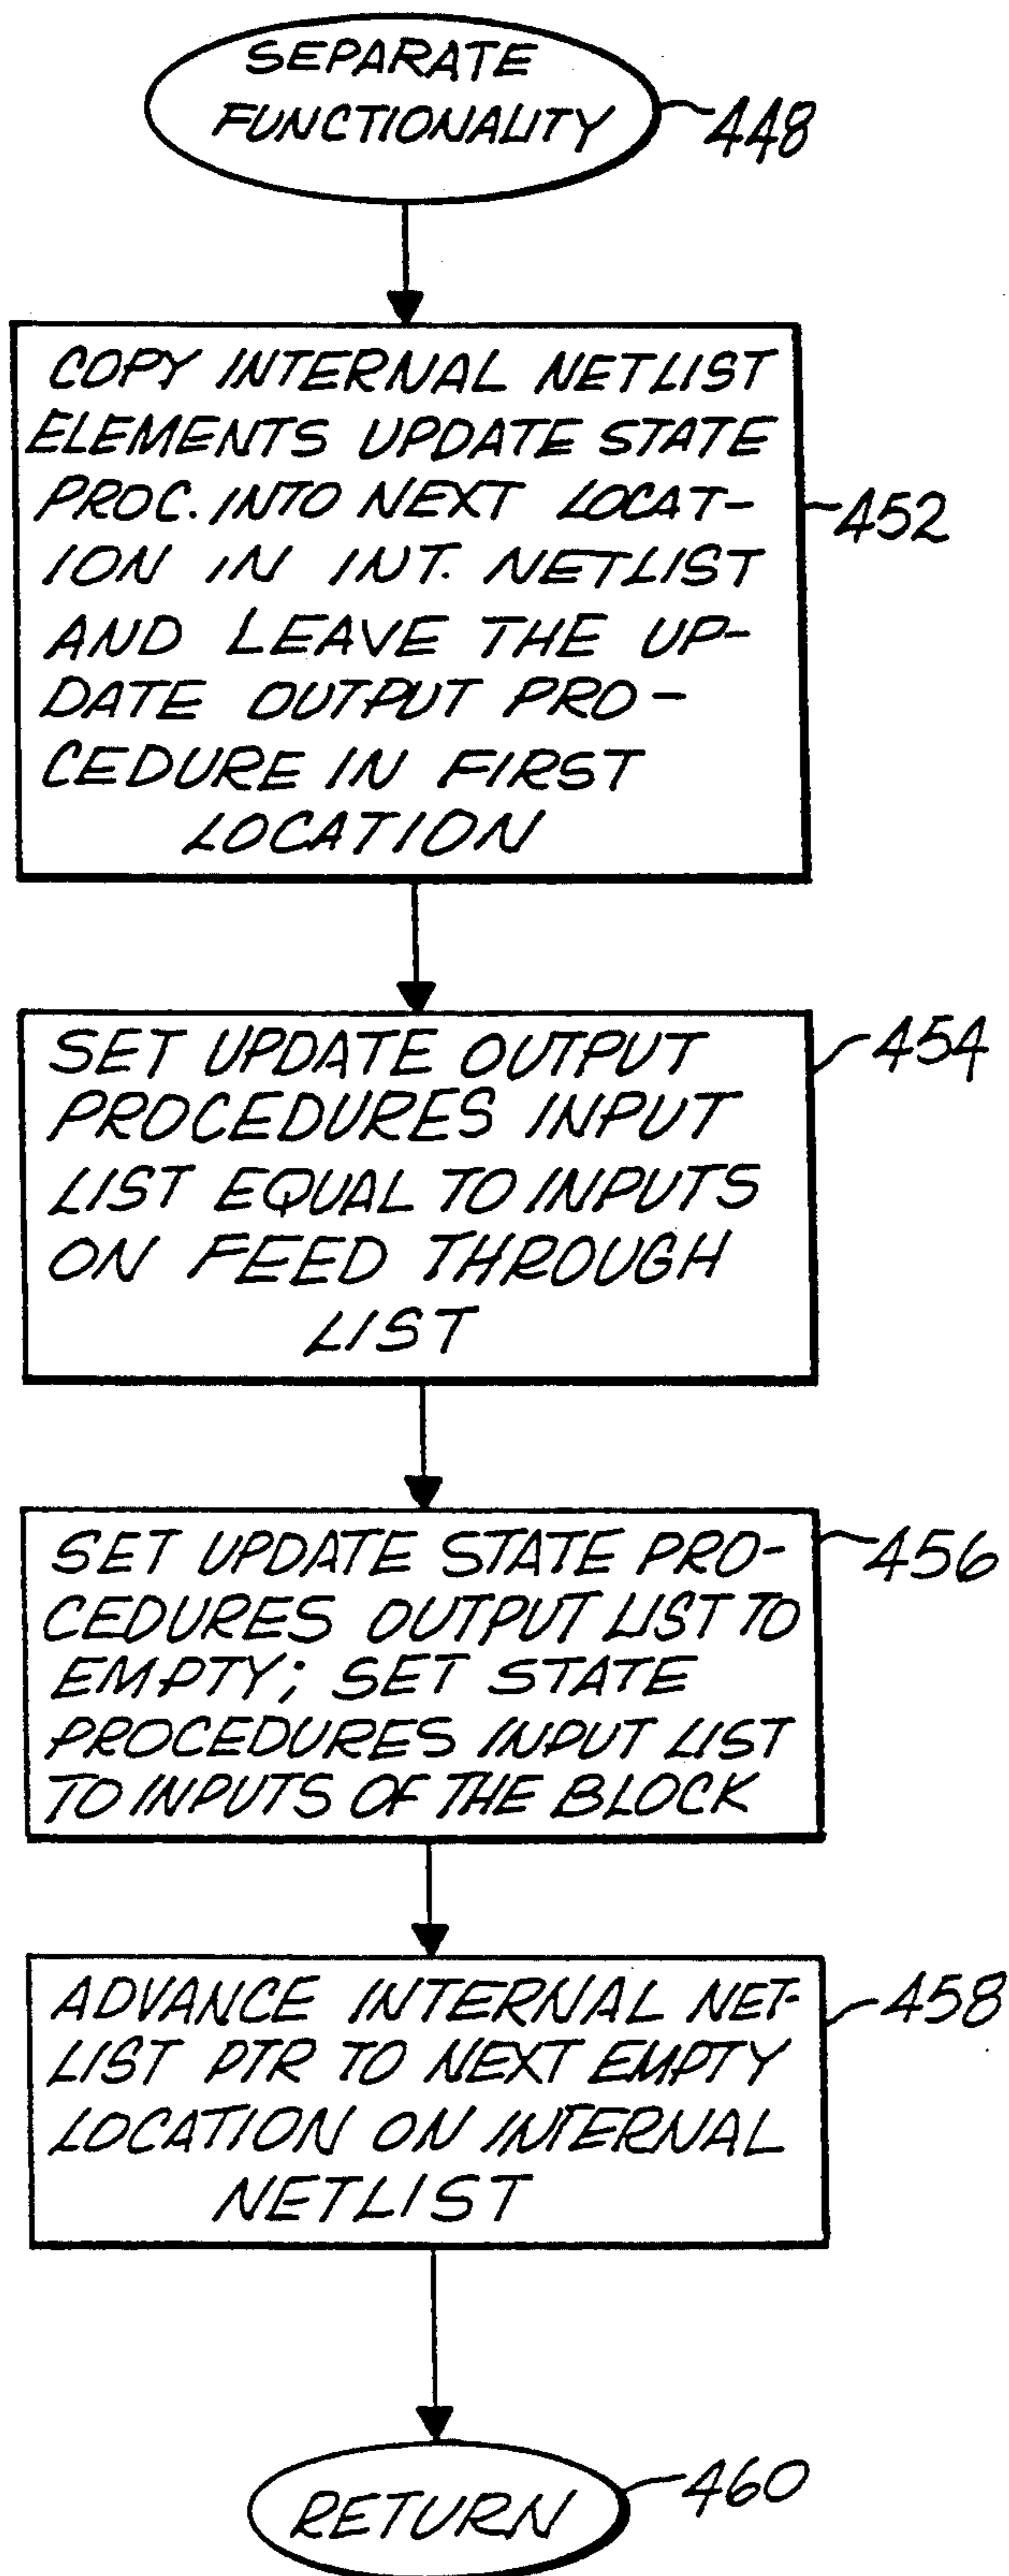 SEPARATE
FUNCTIONALITY
448
COPY INTERNAL NETLIST
ELEMENTS UPDATE STATE
PROC. INTO NEXT LOCAT-
ION IN INT. NETLIST
AND LEAVE THE UP-
DATE OUTPUT PRO-
CEDURE IN FIRST
LOCATION
452
SET UPDATE OUTPUT
PROCEDURES INPUT
LIST EQUAL TO INPUTS
ON FEED THROUGH
LIST
454
SET UPDATE STATE PRO-
CEDURES OUTPUT LIST TO
EMPTY; SET STATE
PROCEDURES INPUT LIST
TO INPUTS OF THE BLOCK
456
ADVANCE INTERNAL NET-
LIST PTR TO NEXT EMPTY
LOCATION ON INTERNAL
NETLIST
458
RETURN
460